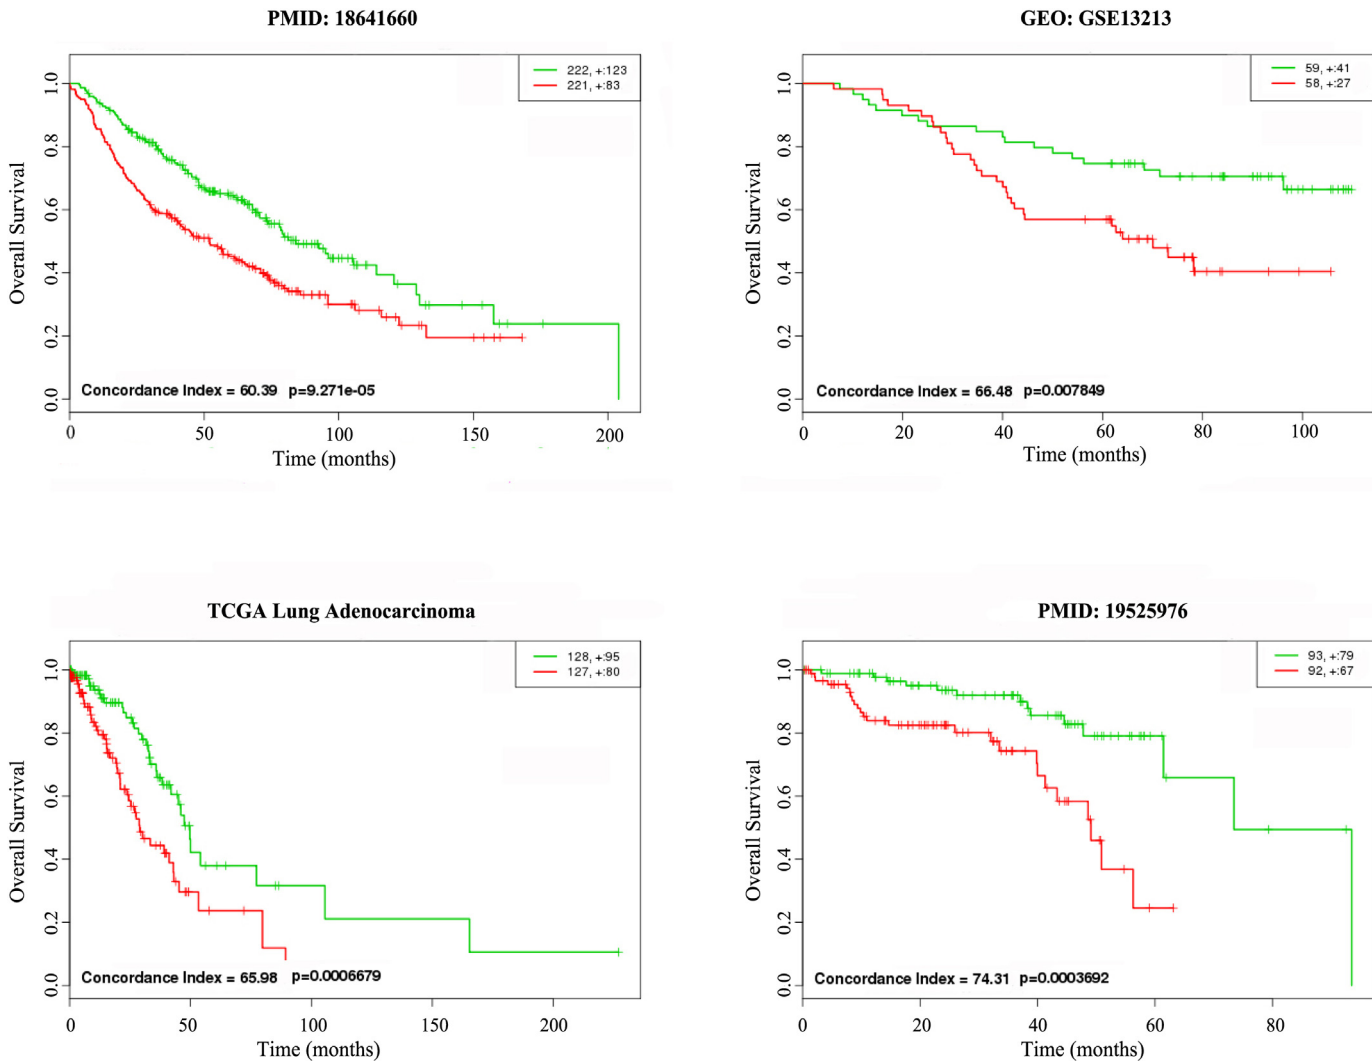 PMID: 18641660
222, +:123
221, +:83
1.0
0.8
0.6
0.4
0.2
0.0
Overall Survival
Concordance Index = 60.39 p=9.271e-05
0 50 100 150 200
Time (months)
GEO: GSE13213
59, +:41
58, +:27
1.0
0.8
0.6
0.4
0.2
0.0
Overall Survival
Concordance Index = 66.48 p=0.007849
0 20 40 60 80 100
Time (months)
TCGA Lung Adenocarcinoma
128, +:95
127, +:80
1.0
0.8
0.6
0.4
0.2
0.0
Overall Survival
Concordance Index = 65.98 p=0.0006679
0 50 100 150 200
Time (months)
PMID: 19525976
93, +:79
92, +:67
1.0
0.8
0.6
0.4
0.2
0.0
Overall Survival
Concordance Index = 74.31 p=0.0003692
0 20 40 60 80
Time (months)